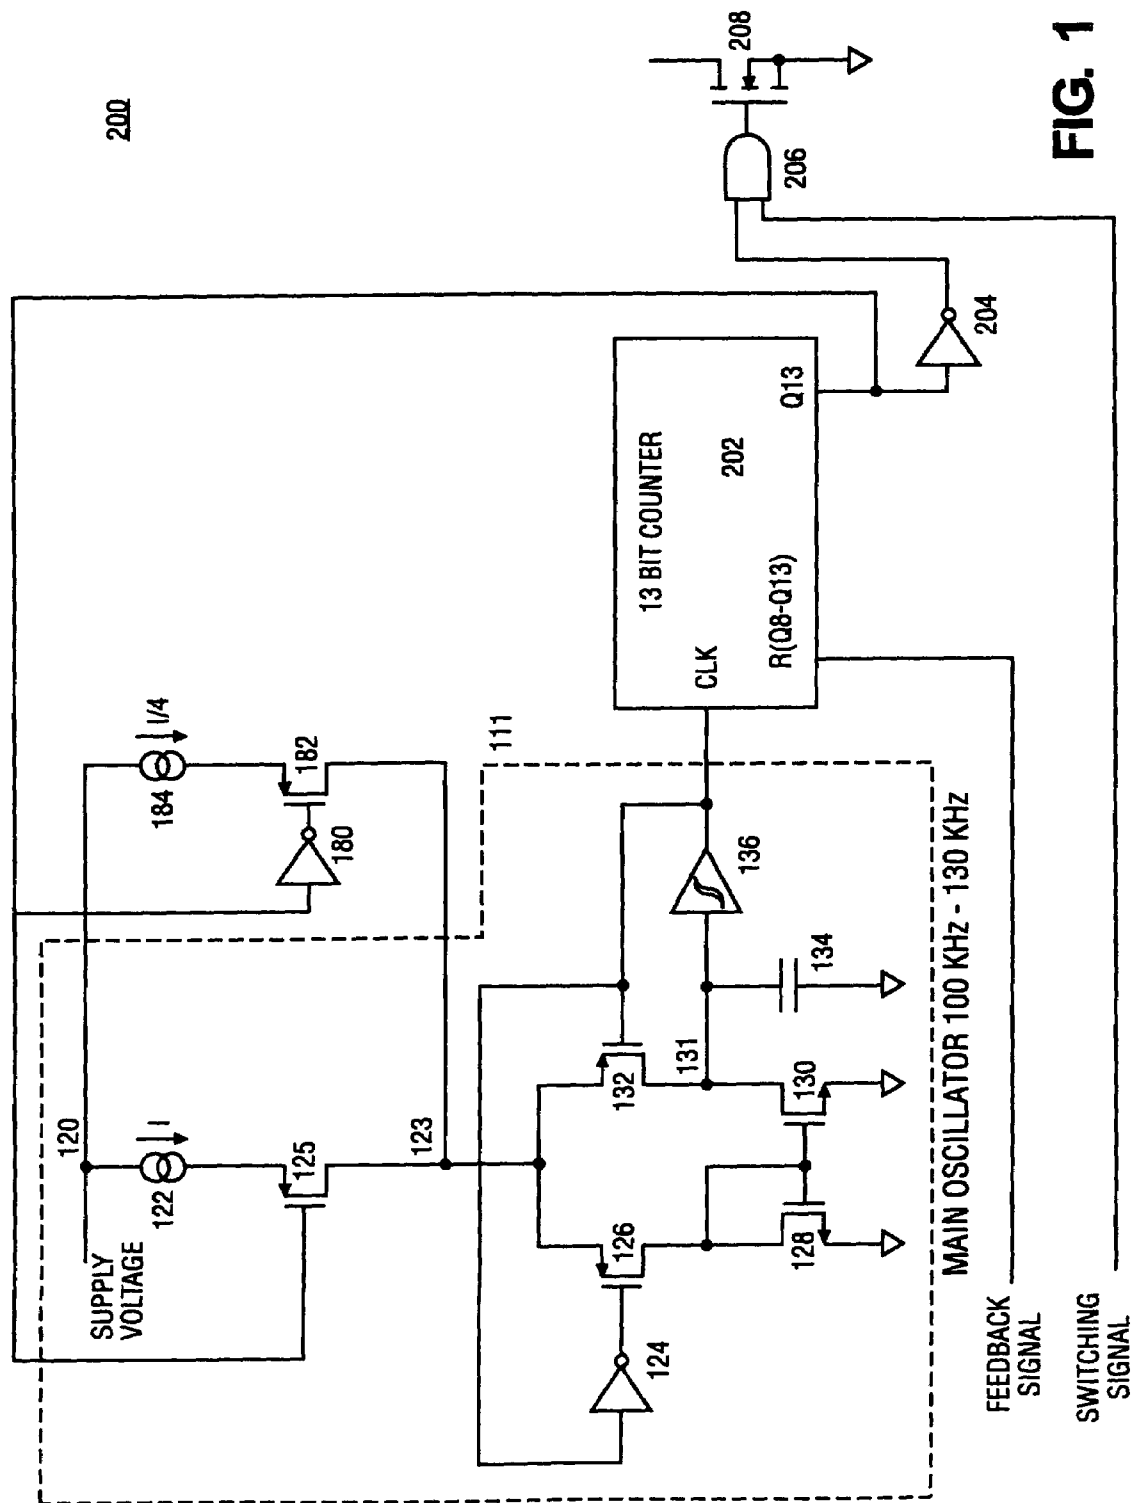 200
SUPPLY
VOLTAGE
120
122
I
125
123
184
I/4
182
180
111
124
126
128
132
131
130
134
136
MAIN OSCILLATOR 100 KHz - 130 KHz
13 BIT COUNTER
202
CLK
R(Q8-Q13)
Q13
204
206
208
FEEDBACK
SIGNAL
SWITCHING
SIGNAL
FIG. 1